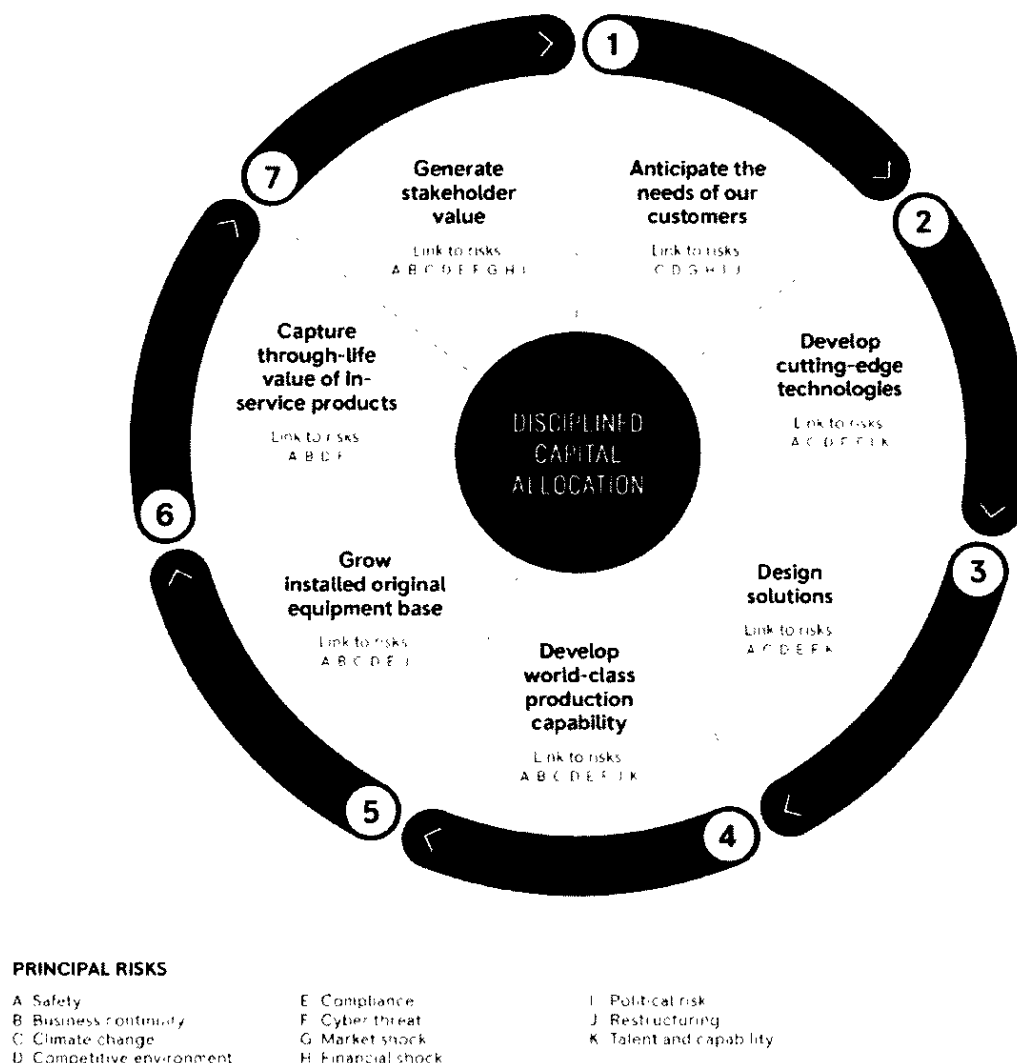 1
Anticipate the
needs of our
customers
Link to risks
C D G H I J
2
Develop
cutting-edge
technologies
Link to risks
3
Design
solutions
Link to risks
A C D E F K
4
Develop
world-class
production
capability
Link to risks
A B C D E F J K
5
Grow
installed original
equipment base
Link to risks
A B C D E J
6
Capture
through-life
value of in-
service products
Link to risks
A B D F
7
Generate
stakeholder
value
Link to risks
A B C D E F G H I
DISCIPLINED
CAPITAL
ALLOCATION
PRINCIPAL RISKS
A Safety
B Business continuity
C Climate change
D Competitive environment
E Compliance
F Cyber threat
G Market shock
H Financial shock
I Political risk
J Restructuring
K Talent and capability